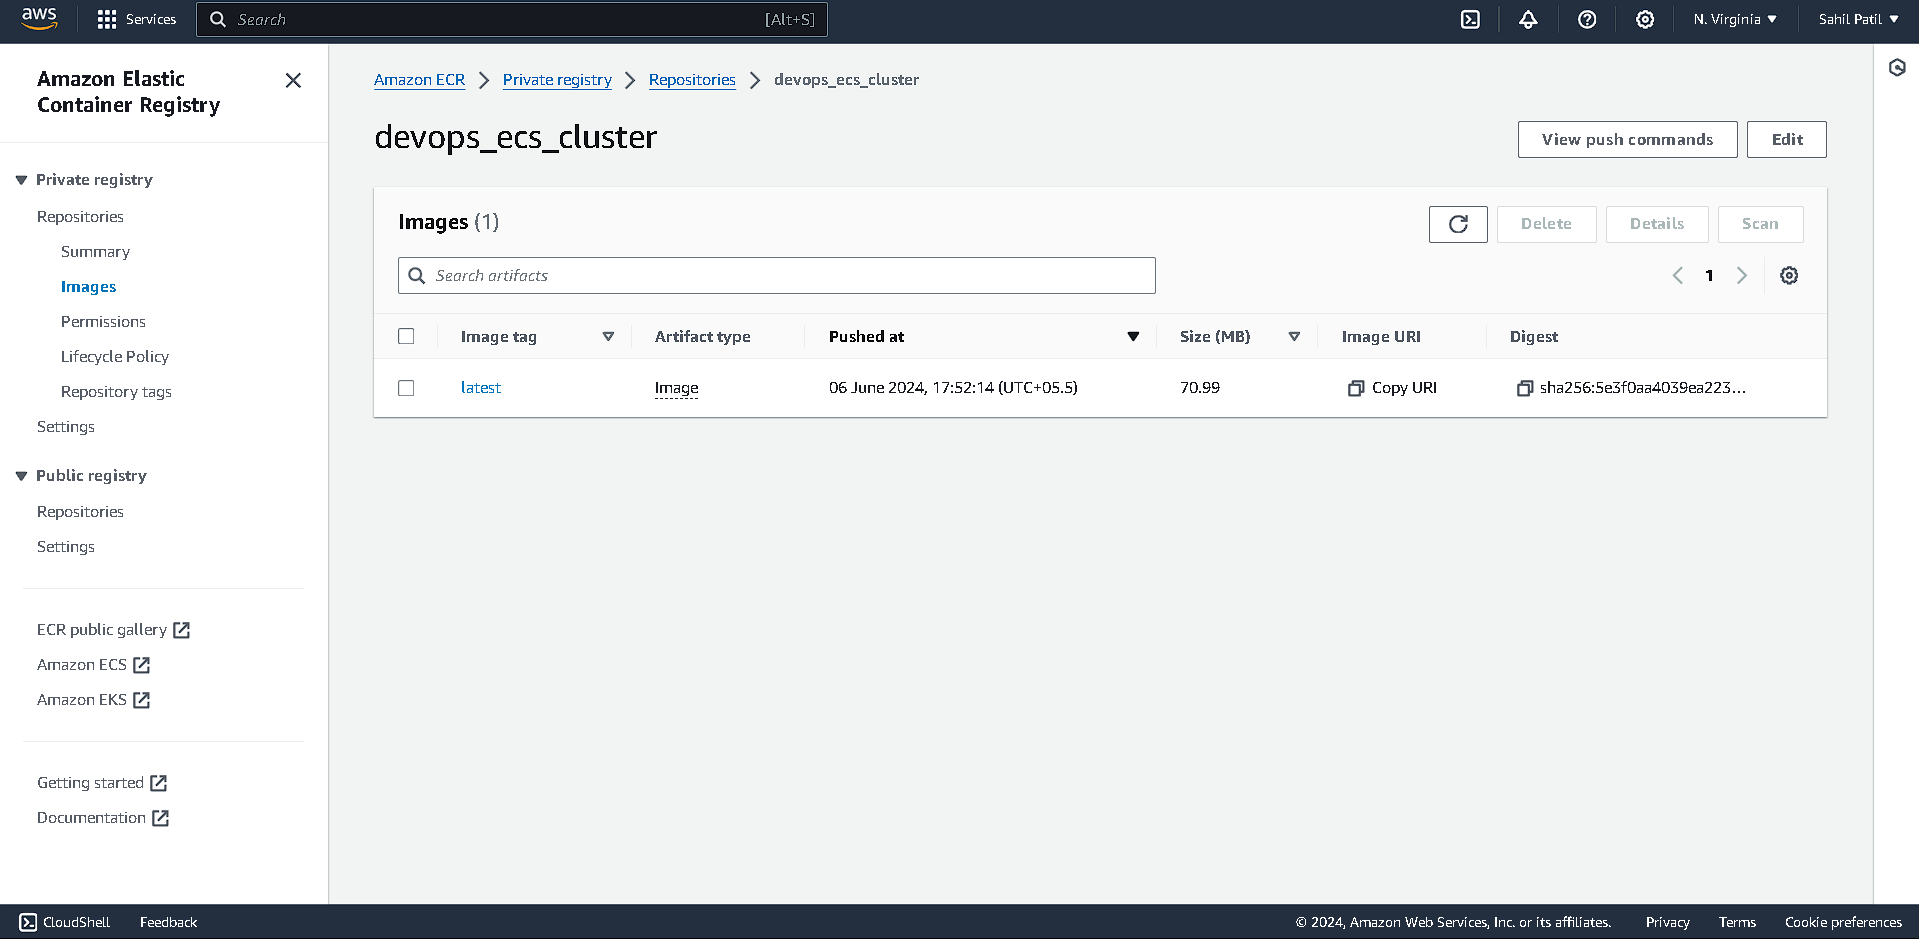 aws
Services
Search
[Alt+S]
N. Virginia
Sahil Patil
Amazon Elastic
Container Registry
Private registry
Repositories
Summary
Images
Permissions
Lifecycle Policy
Repository tags
Settings
Public registry
Repositories
Settings
ECR public gallery
Amazon ECS
Amazon EKS
Getting started
Documentation
Amazon ECR
Private registry
Repositories
devops_ecs_cluster
devops_ecs_cluster
View push commands
Edit
Images (1)
Delete
Details
Scan
Search artifacts
1
Image tag
Artifact type
Pushed at
Size (MB)
Image URI
Digest
latest
Image
06 June 2024, 17:52:14 (UTC+05.5)
70.99
Copy URI
sha256:5e3f0aa4039ea223...
CloudShell
Feedback
© 2024, Amazon Web Services, Inc. or its affiliates.
Privacy
Terms
Cookie preferences